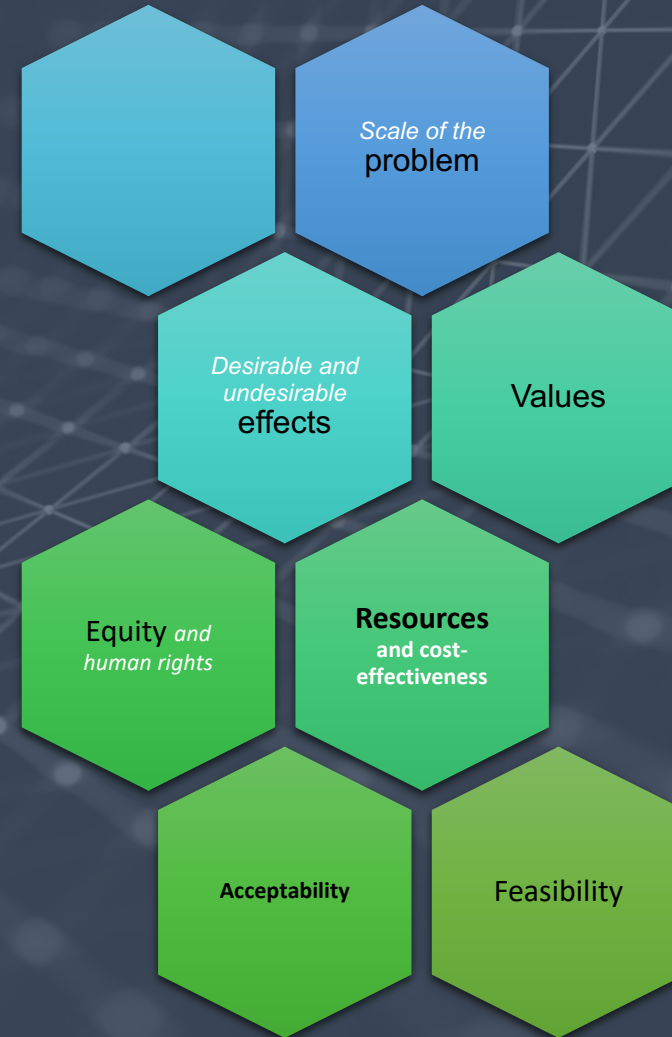 Scale of the
problem
Desirable and
undesirable
effects
Values
Equity and
human rights
Resources
and cost-
effectiveness
Acceptability
Feasibility